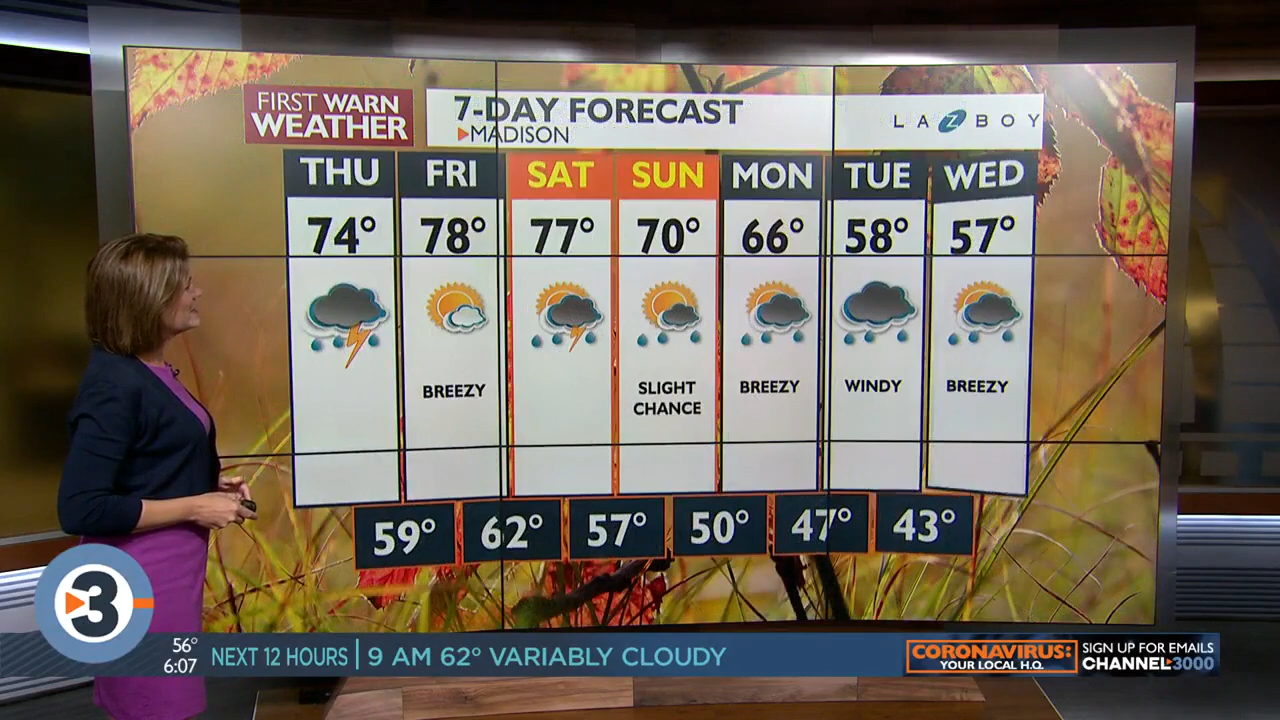 FIRST WARN
WEATHER
7-DAY FORECAST
MADISON
LAZBOY
THU FRI SAT SUN MON TUE WED
74° 78° 77° 70° 66° 58° 57°
BREEZY SLIGHT CHANCE BREEZY WINDY BREEZY
59° 62° 57° 50° 47° 43°
3
56°
6:07
NEXT 12 HOURS | 9 AM 62° VARIABLY CLOUDY
CORONAVIRUS:
YOUR LOCAL H.Q.
SIGN UP FOR EMAILS
CHANNEL3000